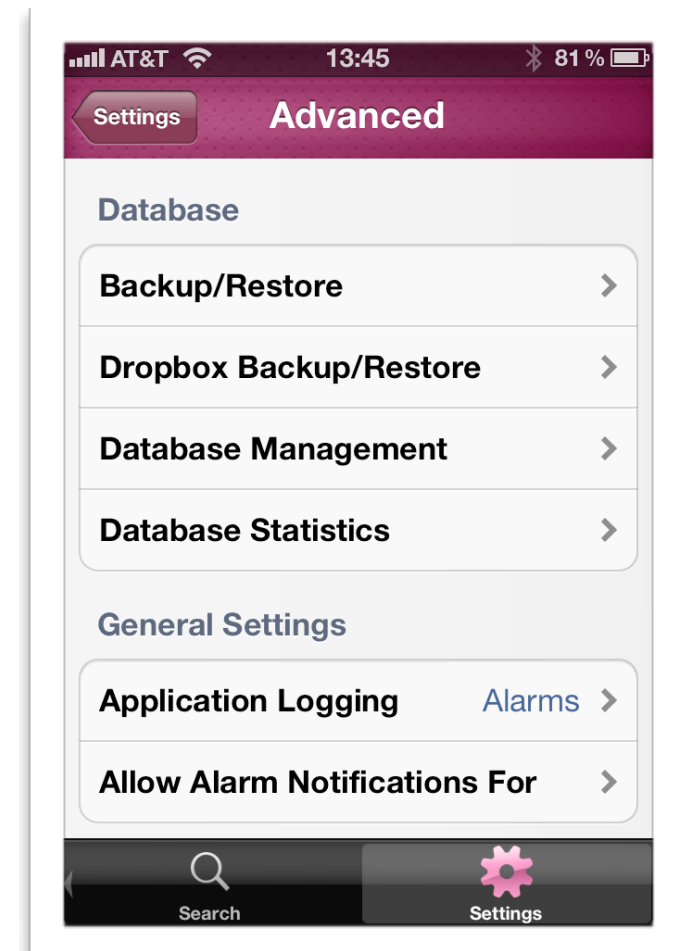 AT&T 13:45 81%
Settings Advanced
Database
Backup/Restore
Dropbox Backup/Restore
Database Management
Database Statistics
General Settings
Application Logging Alarms
Allow Alarm Notifications For
Search Settings